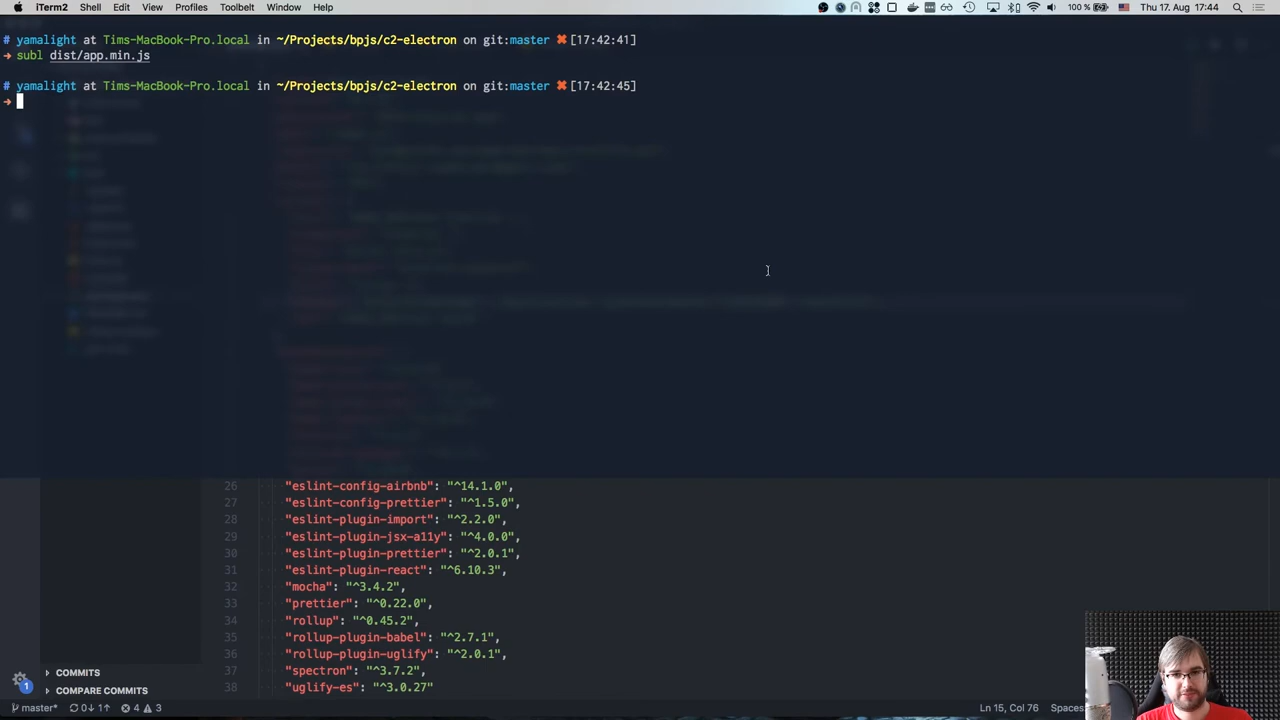 iTerm2 Shell Edit View Profiles Toolbelt Window Help 100 % Thu 17. Aug 17:44
# yamalight at Tims-MacBook-Pro.local in ~/Projects/bpjs/c2-electron on git:master ✖[17:42:41]
➜ subl dist/app.min.js
# yamalight at Tims-MacBook-Pro.local in ~/Projects/bpjs/c2-electron on git:master ✖[17:42:45]
➜
26 "eslint-config-airbnb": "^14.1.0",
27 "eslint-config-prettier": "^1.5.0",
28 "eslint-plugin-import": "^2.2.0",
29 "eslint-plugin-jsx-a11y": "^4.0.0",
30 "eslint-plugin-prettier": "^2.0.1",
31 "eslint-plugin-react": "^6.10.3",
32 "mocha": "^3.4.2",
33 "prettier": "^0.22.0",
34 "rollup": "^0.45.2",
35 "rollup-plugin-babel": "^2.7.1",
36 "rollup-plugin-uglify": "^2.0.1",
37 "spectron": "^3.7.2",
38 "uglify-es": "^3.0.27"
COMMITS
COMPARE COMMITS
1
master* 0↓ 1↑ 4 3 Ln 15, Col 76 Spaces: